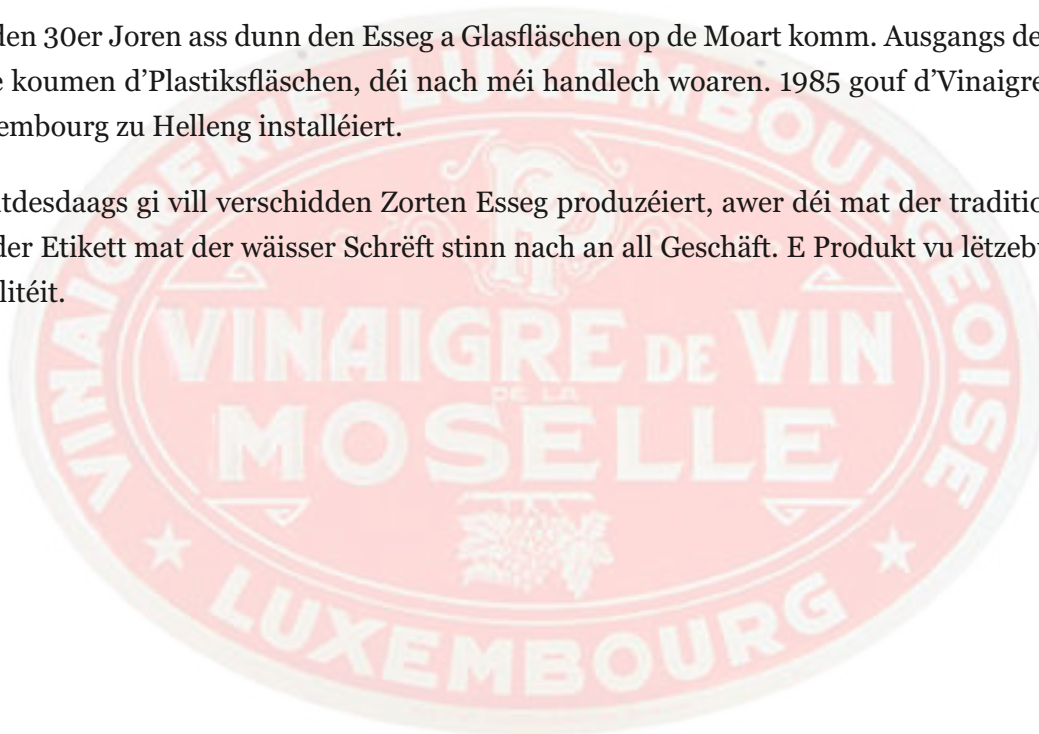 den 30er Joren ass dunn den Esseg a Glasfläschen op de Moart komm. Ausgangs de
e koumen d’Plastiksfläschen, déi nach méi handlech woaren. 1985 gouf d’Vinaigre
embourg zu Helleng installéiert.
tdesdaags gi vill verschidden Zorten Esseg produzéiert, awer déi mat der traditio
der Etikett mat der wäisser Schrëft stinn nach an all Geschäft. E Produkt vu lëtzeb
litéit.
VINAIGRERIE LUXEMBOURGEOISE
VINAIGRE DE VIN
DE LA
MOSELLE
LUXEMBOURG